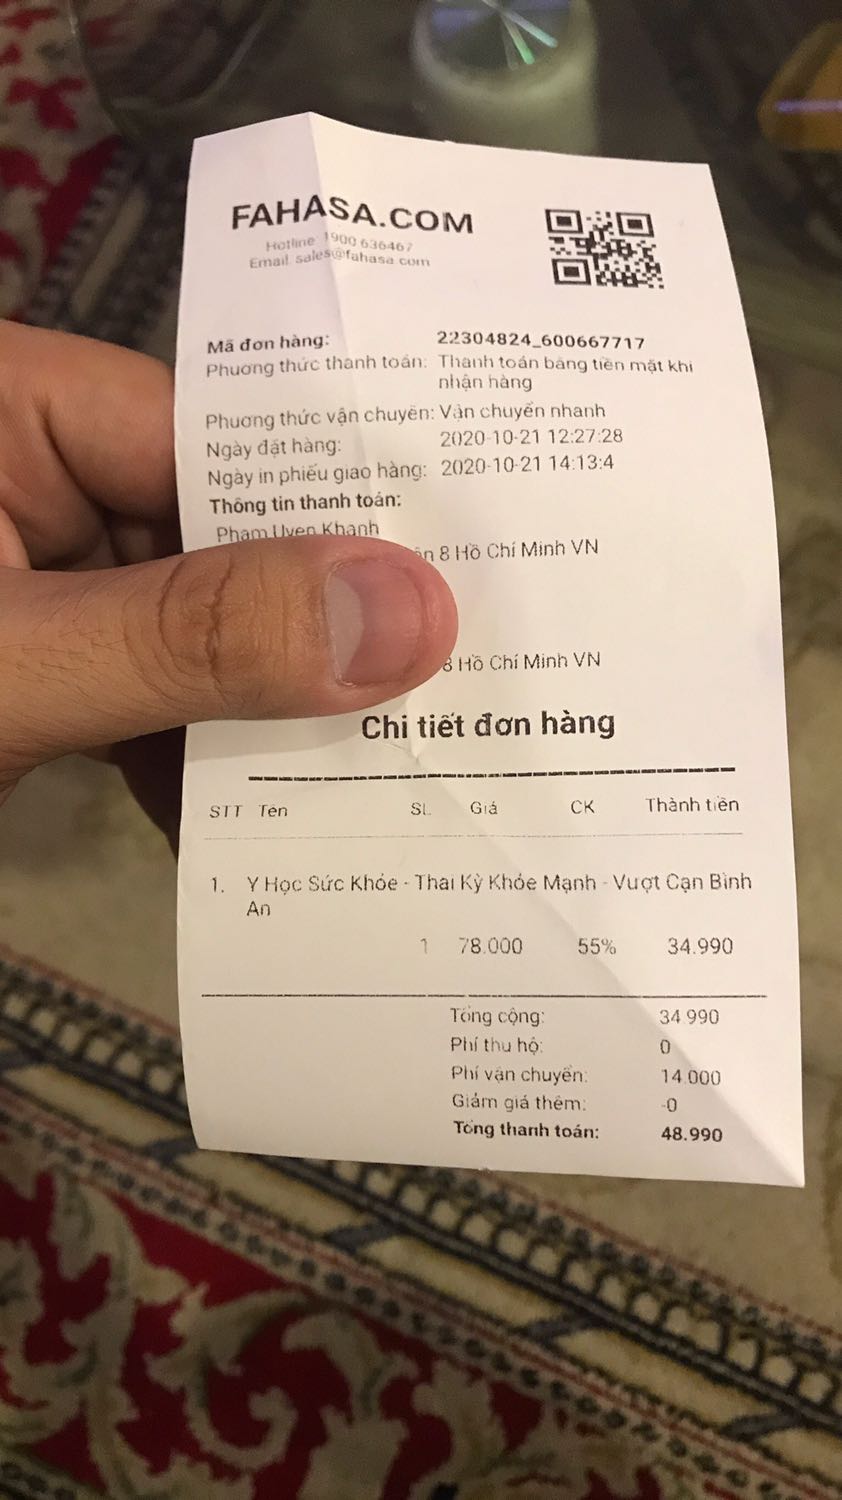 FAHASA.COM
Hotline 1900 636467
Email sales@fahasa.com
Mã đơn hàng: 22304824_600667717
Phương thức thanh toán: Thanh toán bằng tiền mặt khi
nhận hàng
Phương thức vận chuyển: Vận chuyển nhanh
Ngày đặt hàng: 2020-10-21 12:27:28
Ngày in phiếu giao hàng: 2020-10-21 14:13:4
Thông tin thanh toán:
Phạm Uyên Khanh
8 Hồ Chí Minh VN
8 Hồ Chí Minh VN
Chi tiết đơn hàng
STT Tên SL Giá CK Thành tiền
1. Y Học Sức Khỏe - Thai Kỳ Khỏe Mạnh - Vượt Cạn Bình
An
1 78.000 55% 34.990
Tổng cộng: 34.990
Phí thu hộ: 0
Phí vận chuyển: 14.000
Giảm giá thêm: -0
Tổng thanh toán: 48.990